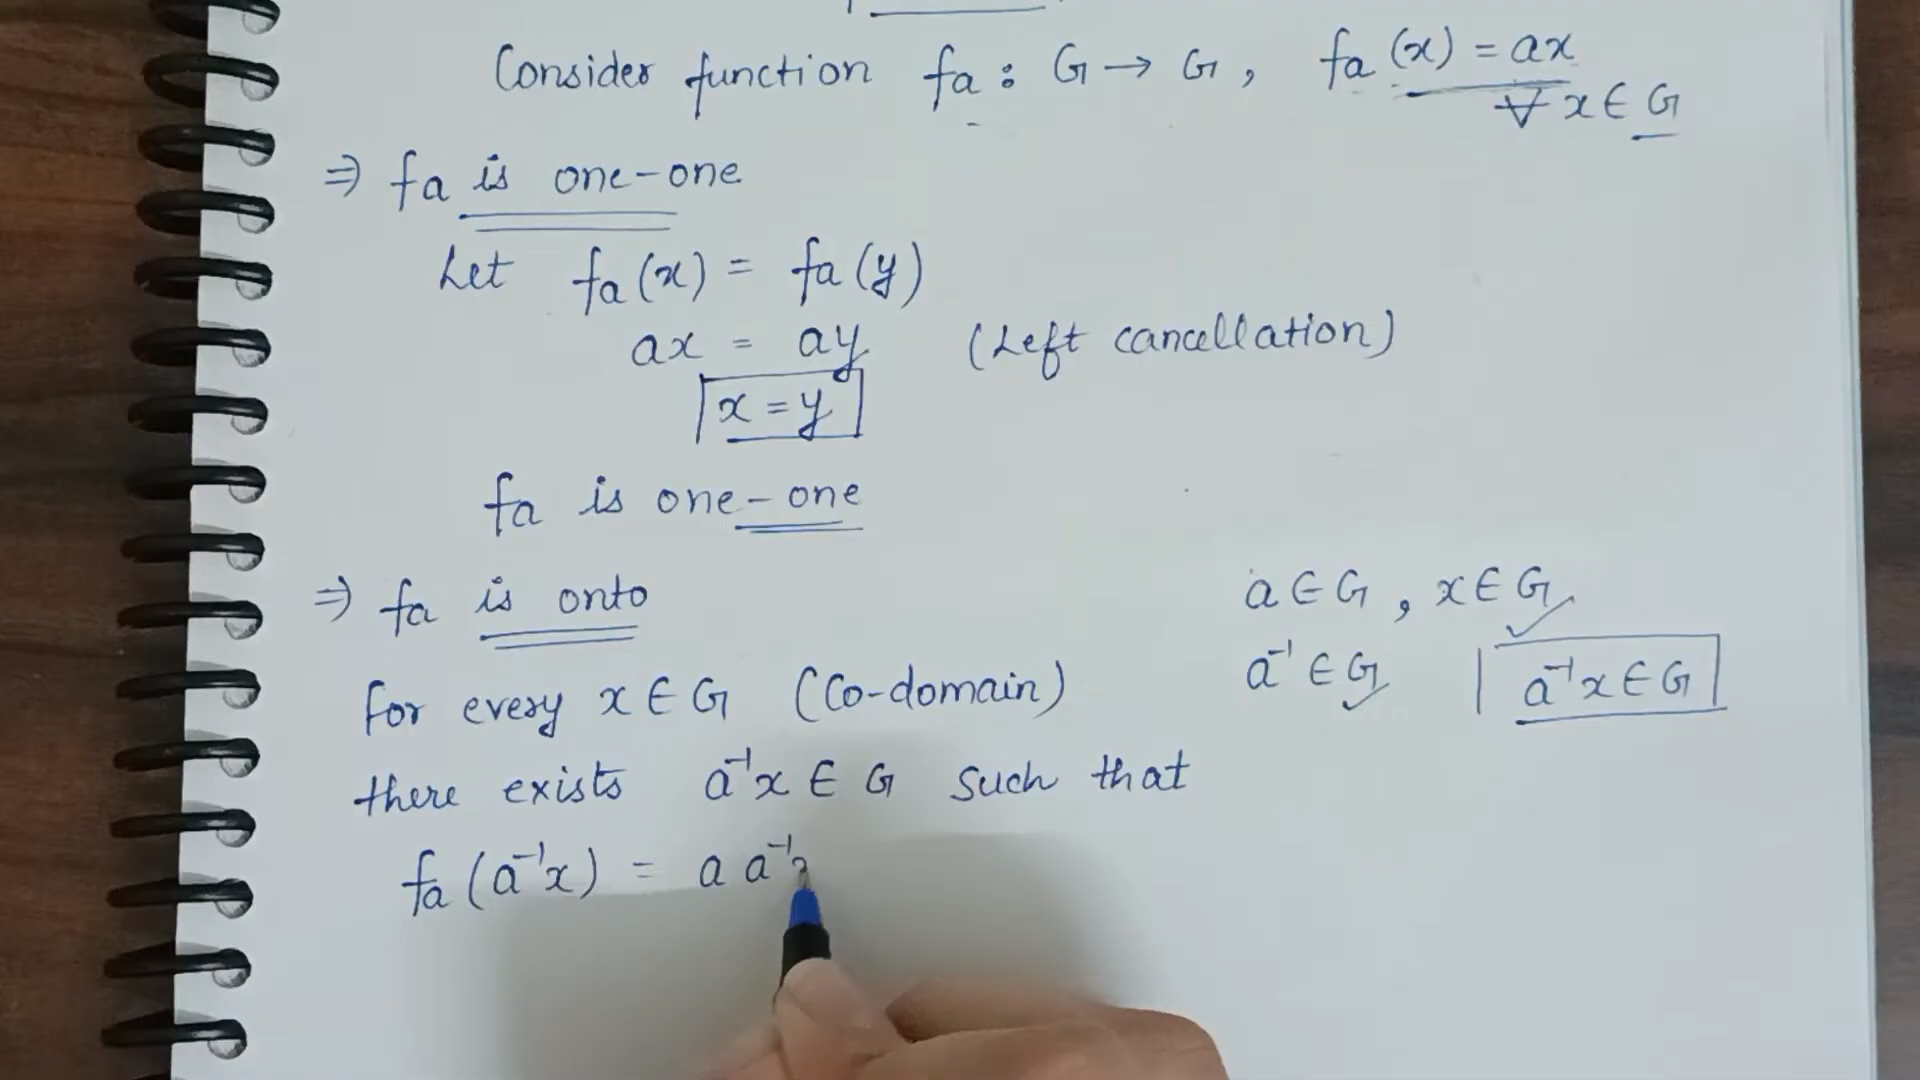 Consider function fa : G → G, fa (x) = ax
∀ x ∈ G
⇒ fa is one-one
Let fa (x) = fa (y)
ax = ay (Left cancellation)
x = y
fa is one-one
⇒ fa is onto
a ∈ G , x ∈ G
a⁻¹ ∈ G a⁻¹x ∈ G
For every x ∈ G (Co-domain)
there exists a⁻¹x ∈ G such that
fa (a⁻¹x) = a a⁻¹